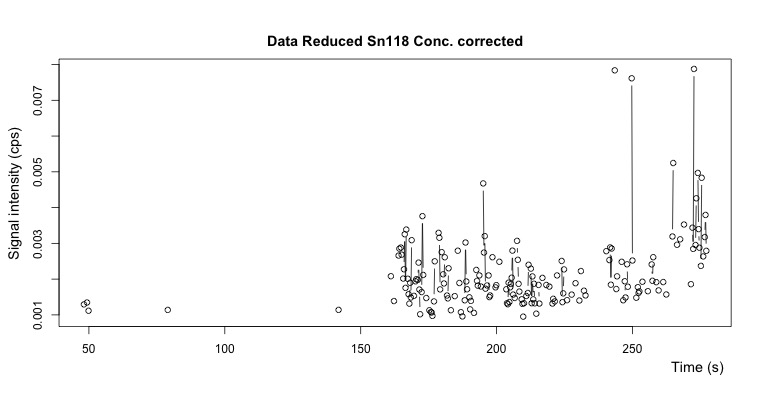 Data Reduced Sn118 Conc. corrected
Signal intensity (cps)
0.007
0.005
0.003
0.001
50 100 150 200 250
Time (s)